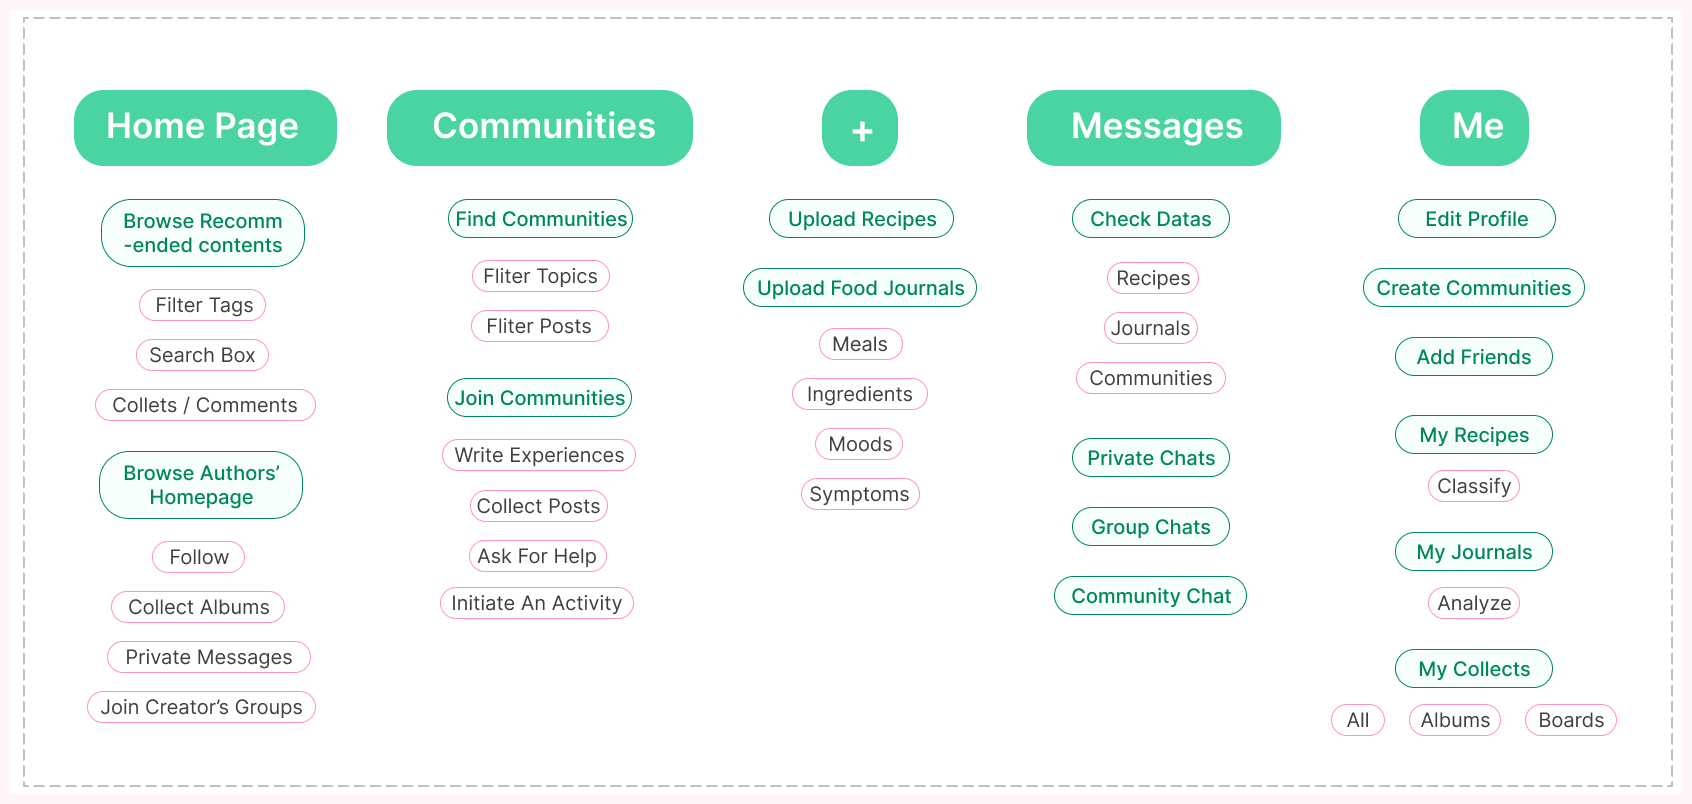 Home Page
Browse Recomm
-ended contents
Filter Tags
Search Box
Collets / Comments
Browse Authors’
Homepage
Follow
Collect Albums
Private Messages
Join Creator’s Groups
Communities
Find Communities
Fliter Topics
Fliter Posts
Join Communities
Write Experiences
Collect Posts
Ask For Help
Initiate An Activity
+
Upload Recipes
Upload Food Journals
Meals
Ingredients
Moods
Symptoms
Messages
Check Datas
Recipes
Journals
Communities
Private Chats
Group Chats
Community Chat
Me
Edit Profile
Create Communities
Add Friends
My Recipes
Classify
My Journals
Analyze
My Collects
All Albums Boards